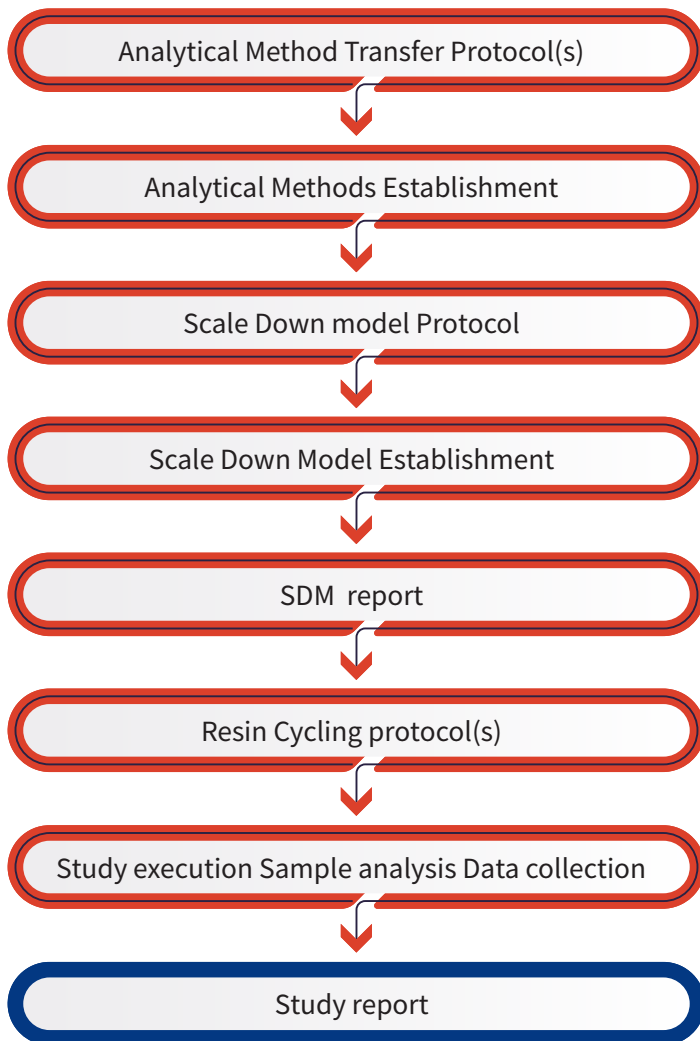 Analytical Method Transfer Protocol(s)
Analytical Methods Establishment
Scale Down model Protocol
Scale Down Model Establishment
SDM report
Resin Cycling protocol(s)
Study execution Sample analysis Data collection
Study report